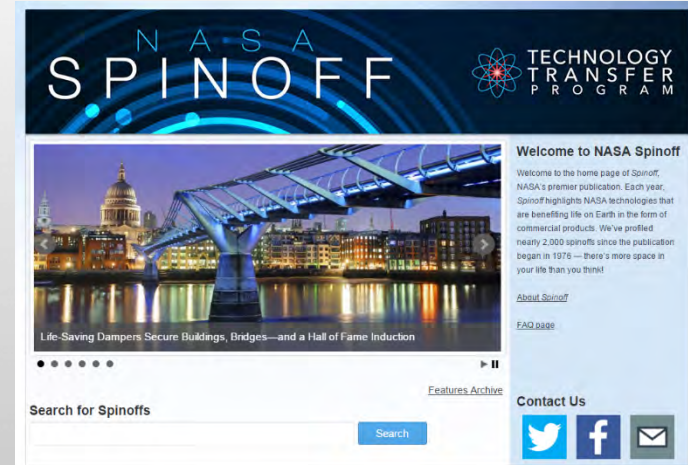 NASA
SPINOFF
TECHNOLOGY
TRANSFER
PROGRAM
Life-Saving Dampers Secure Buildings, Bridges—and a Hall of Fame Induction
Features Archive
Search for Spinoffs
Search
Welcome to NASA Spinoff
Welcome to the home page of Spinoff,
NASA's premier publication. Each year,
Spinoff highlights NASA technologies that
are benefiting life on Earth in the form of
commercial products. We've profiled
nearly 2,000 spinoffs since the publication
began in 1976 — there's more space in
your life than you think!
About Spinoff
FAQ page
Contact Us